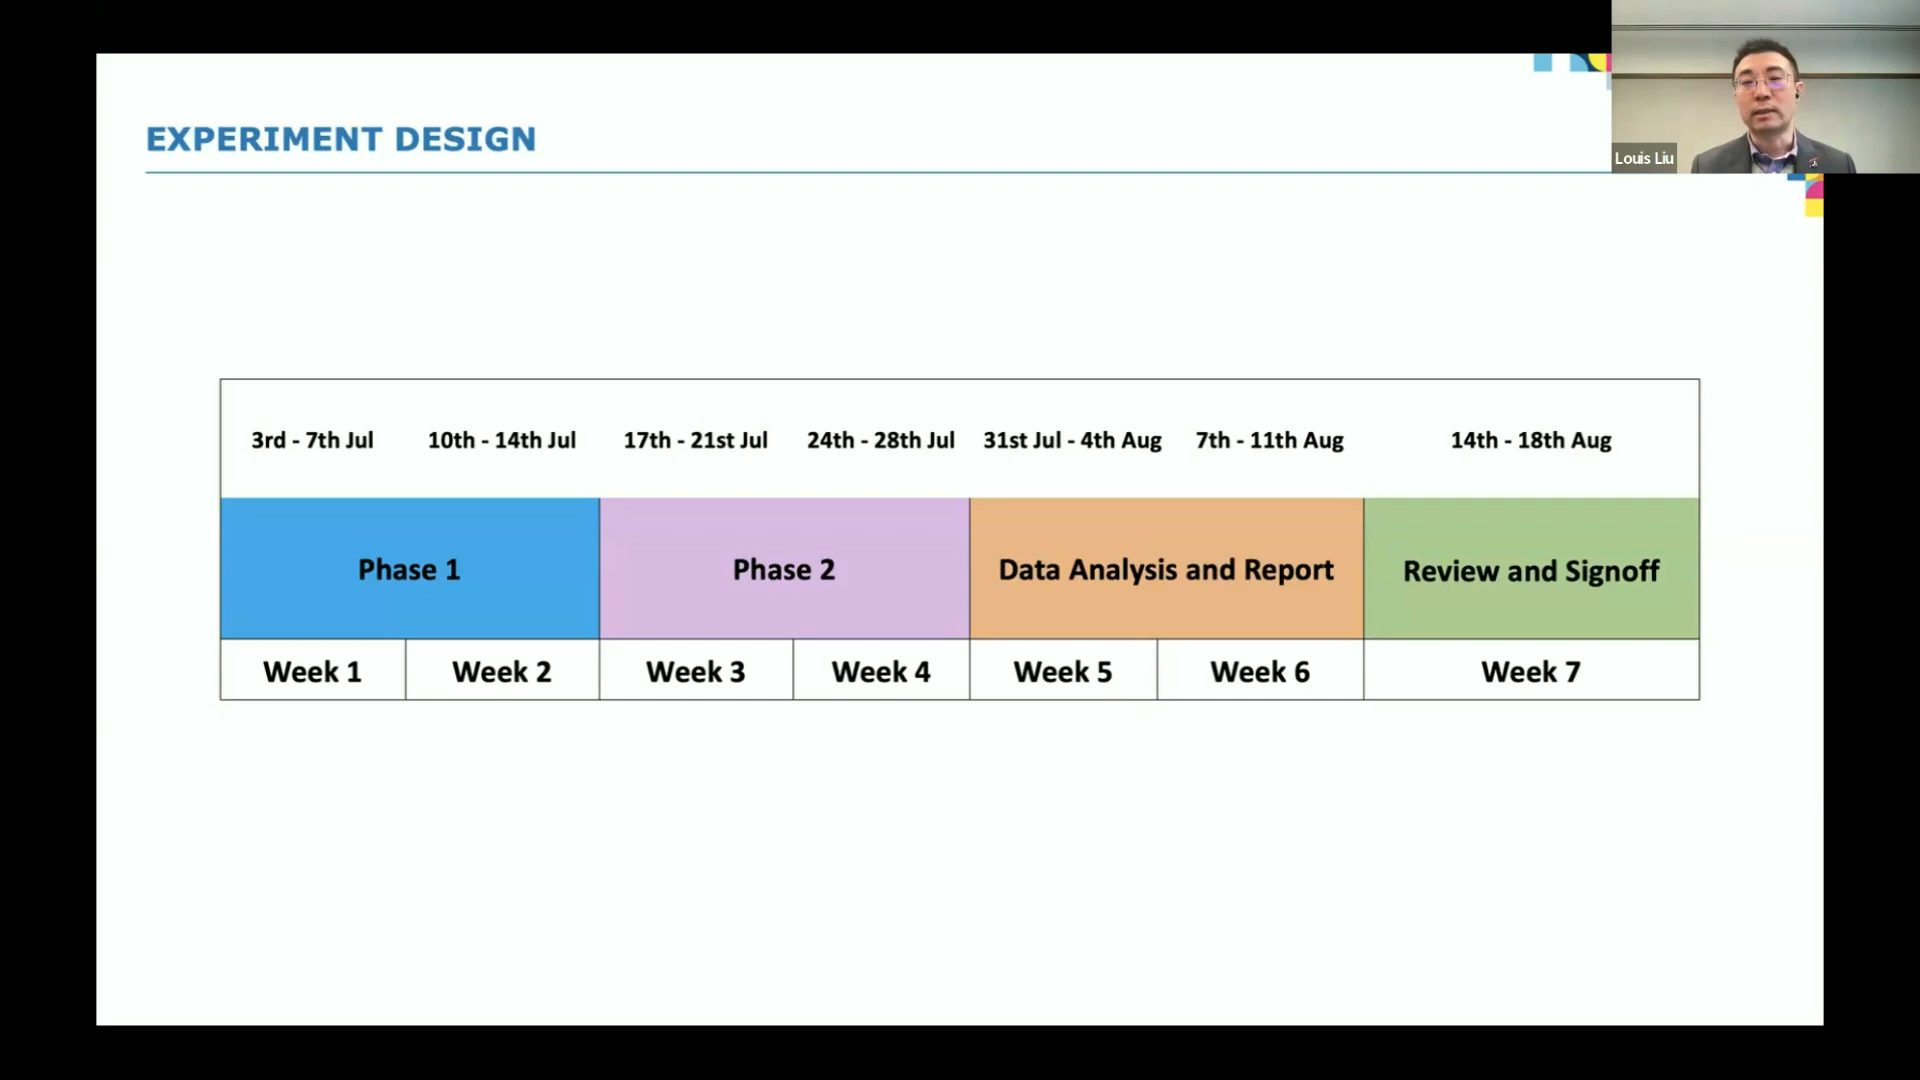 EXPERIMENT DESIGN
Louis Liu
3rd - 7th Jul 10th - 14th Jul 17th - 21st Jul 24th - 28th Jul 31st Jul - 4th Aug 7th - 11th Aug 14th - 18th Aug
Phase 1 Phase 2 Data Analysis and Report Review and Signoff
Week 1 Week 2 Week 3 Week 4 Week 5 Week 6 Week 7